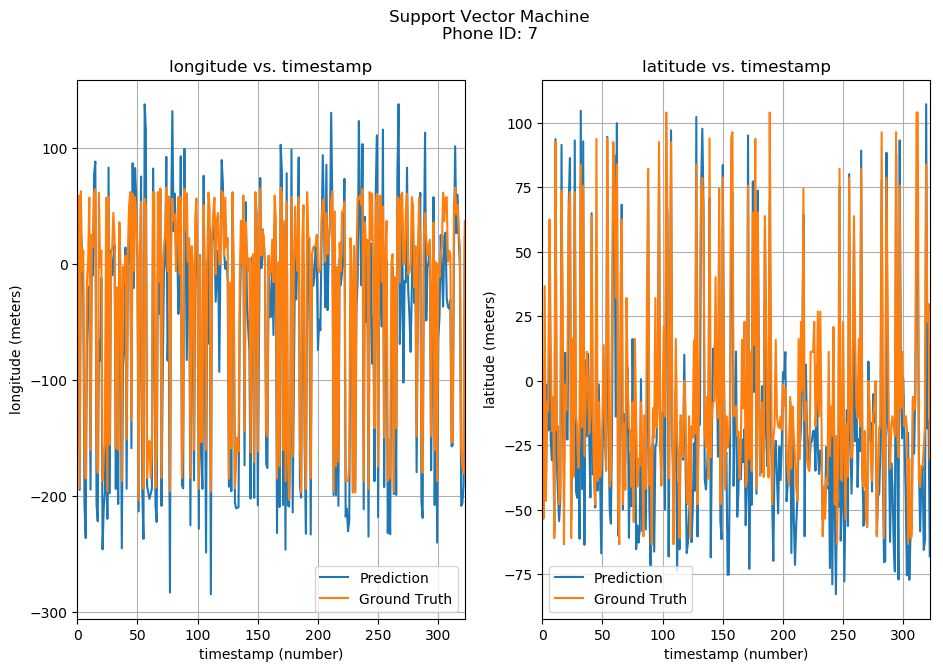 Support Vector Machine
Phone ID: 7
longitude vs. timestamp
longitude (meters)
100
0
−100
−200
−300
0
50
100
150
200
250
300
timestamp (number)
Prediction
Ground Truth
latitude vs. timestamp
latitude (meters)
100
75
50
25
0
−25
−50
−75
0
50
100
150
200
250
300
timestamp (number)
Prediction
Ground Truth